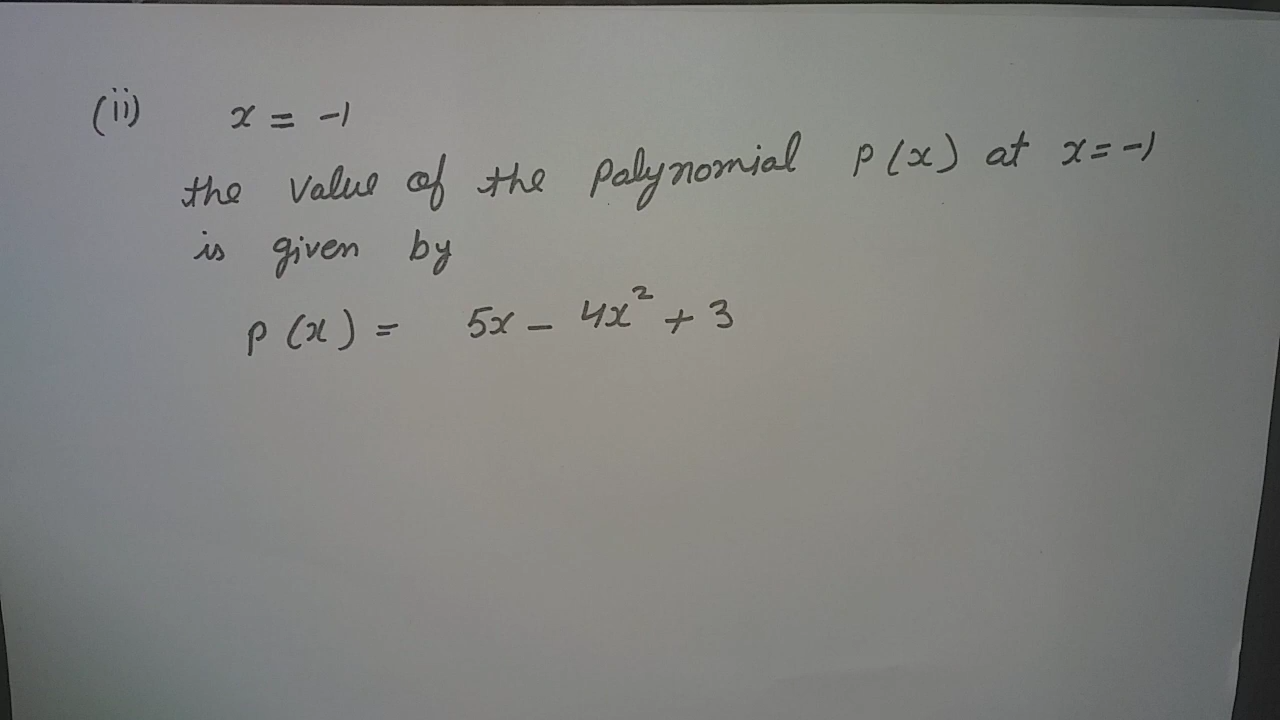 (ii) x = -1
the value of the polynomial p(x) at x=-1
is given by
p(x) = 5x - 4x² + 3